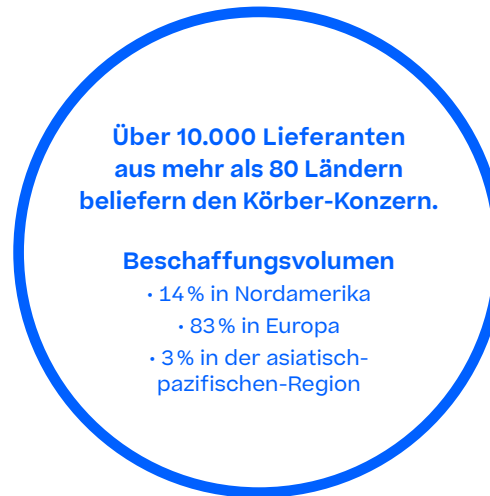 Über 10.000 Lieferanten
aus mehr als 80 Ländern
beliefern den Körber-Konzern.
Beschaffungsvolumen
• 14 % in Nordamerika
• 83 % in Europa
• 3 % in der asiatisch-
pazifischen-Region